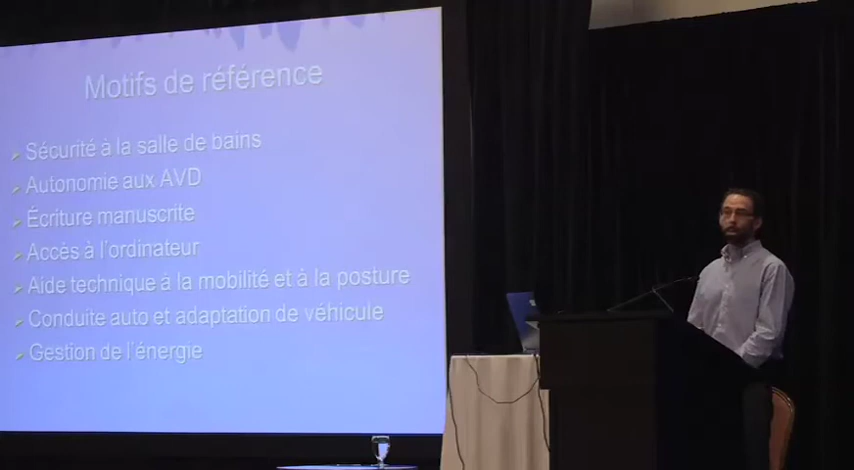 Motifs de référence
Sécurité à la salle de bains
Autonomie aux AVD
Écriture manuscrite
Accès à l'ordinateur
Aide technique à la mobilité et à la posture
Conduite auto et adaptation de véhicule
Gestion de l'énergie